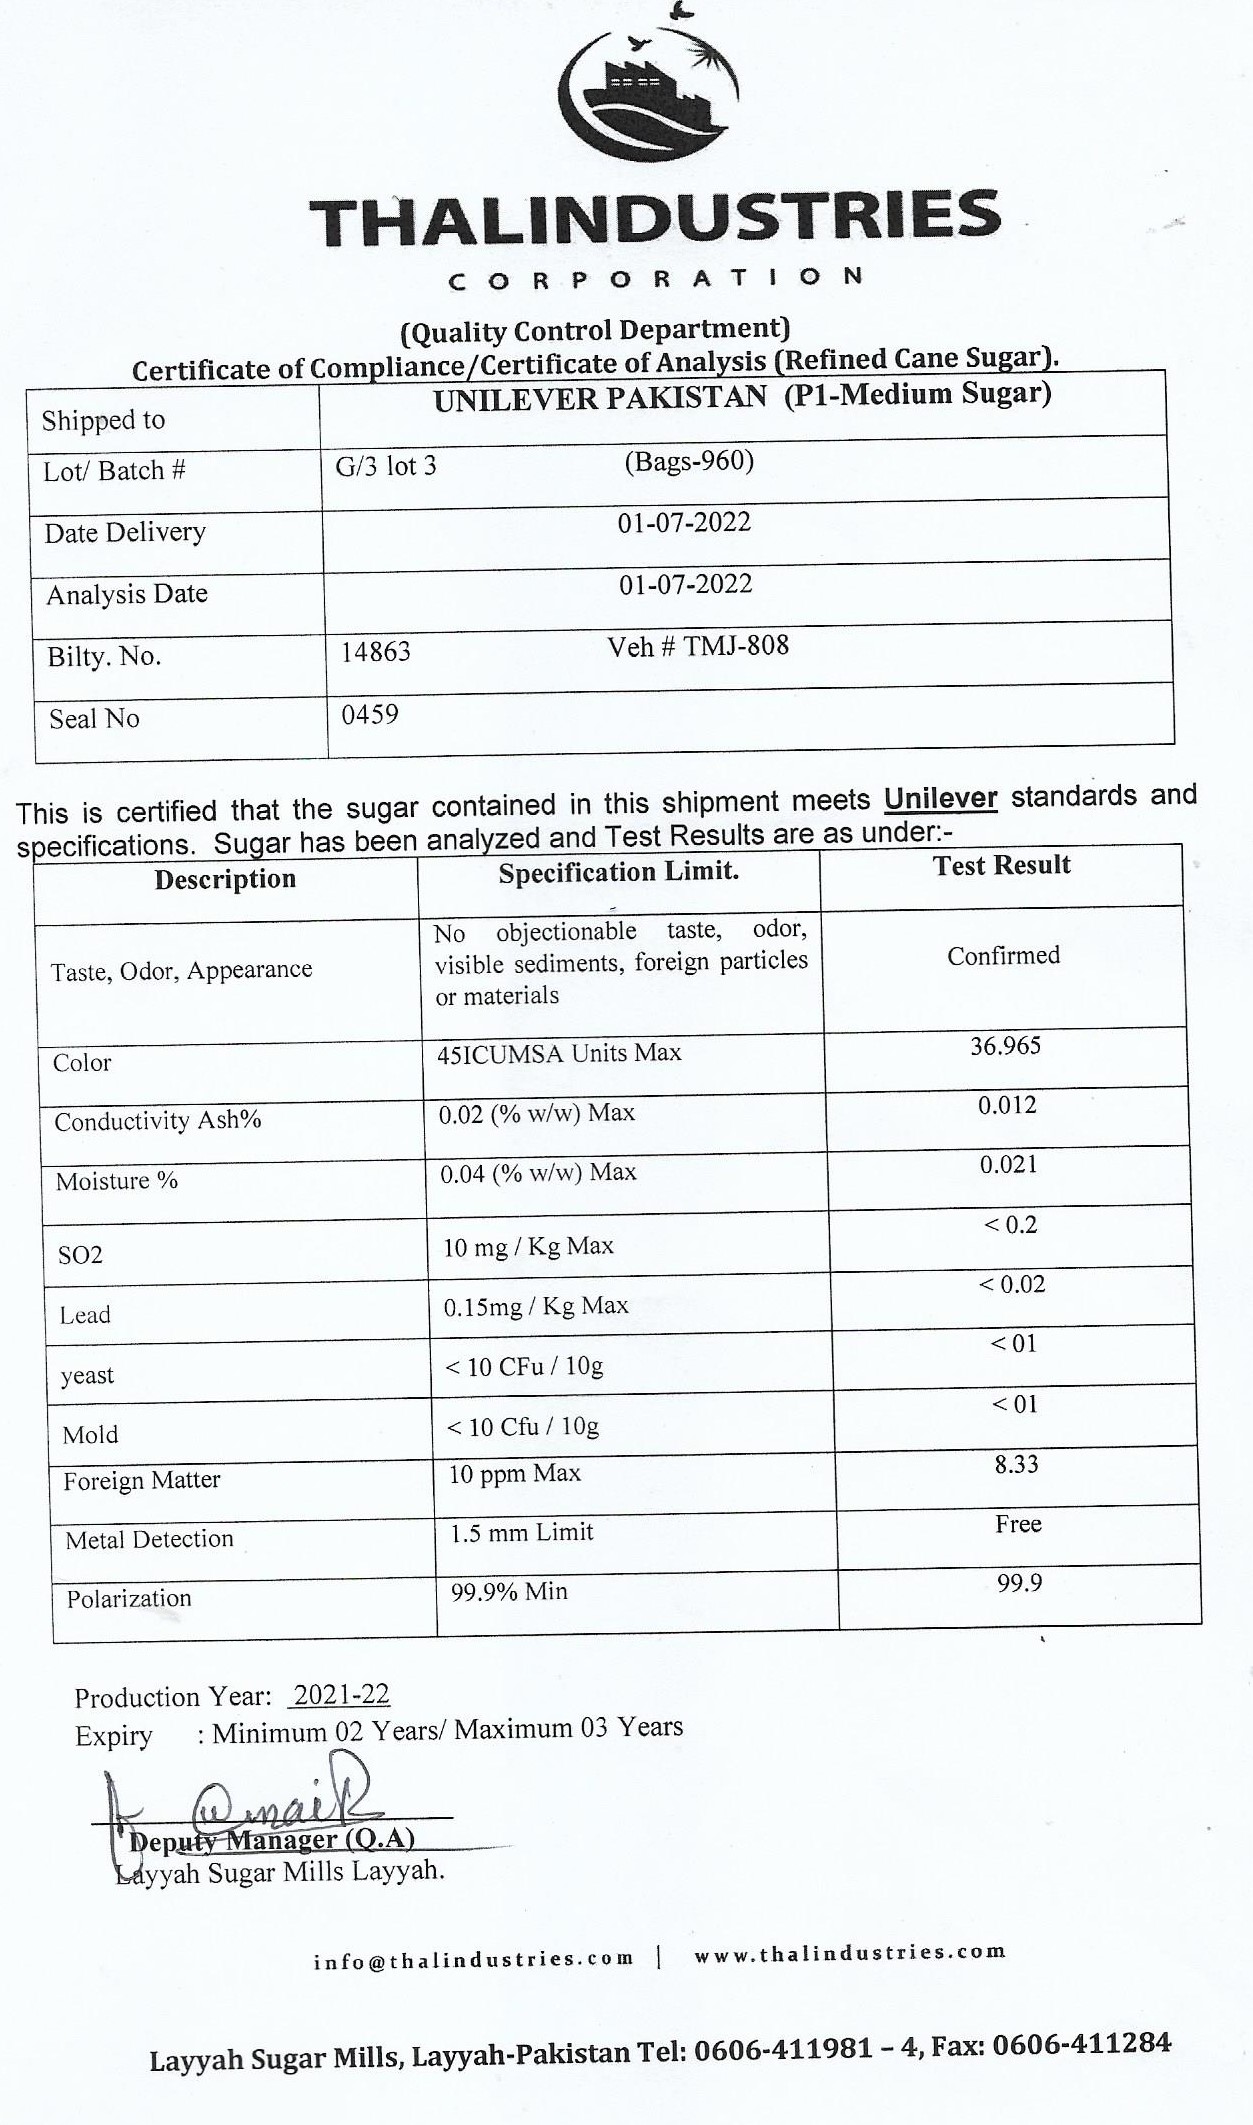 THALINDUSTRIES
CORPORATION
(Quality Control Department)
Certificate of Compliance/Certificate of Analysis (Refined Cane Sugar).
Shipped to UNILEVER PAKISTAN (P1-Medium Sugar)
Lot/ Batch # G/3 lot 3 (Bags-960)
Date Delivery 01-07-2022
Analysis Date 01-07-2022
Bilty. No. 14863 Veh # TMJ-808
Seal No 0459
This is certified that the sugar contained in this shipment meets Unilever standards and
specifications. Sugar has been analyzed and Test Results are as under:-
Description Specification Limit. Test Result
Taste, Odor, Appearance No objectionable taste, odor,
visible sediments, foreign particles
or materials Confirmed
Color 45ICUMSA Units Max 36.965
Conductivity Ash% 0.02 (% w/w) Max 0.012
Moisture % 0.04 (% w/w) Max 0.021
SO2 10 mg / Kg Max < 0.2
Lead 0.15mg / Kg Max < 0.02
yeast < 10 CFu / 10g < 01
Mold < 10 Cfu / 10g < 01
Foreign Matter 10 ppm Max 8.33
Metal Detection 1.5 mm Limit Free
Polarization 99.9% Min 99.9
Production Year: 2021-22
Expiry : Minimum 02 Years/ Maximum 03 Years
Deputy Manager (Q.A)
Layyah Sugar Mills Layyah.
info@thalindustries.com | www.thalindustries.com
Layyah Sugar Mills, Layyah-Pakistan Tel: 0606-411981 – 4, Fax: 0606-411284